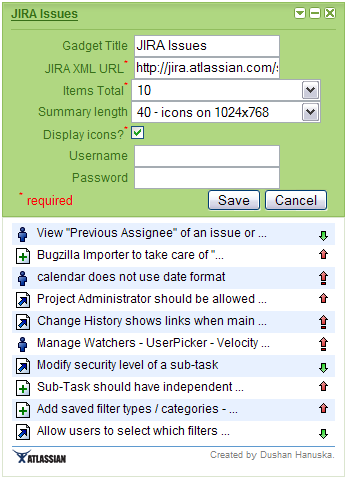 JIRA Issues
Gadget Title JIRA Issues
JIRA XML URL* http://jira.atlassian.com/s
Items Total* 10
Summary length 40 - icons on 1024x768
Display icons?*
Username
Password
* required Save Cancel
View "Previous Assignee" of an issue or ...
Bugzilla Importer to take care of "...
calendar does not use date format
Project Administrator should be allowed ...
Change History shows links when main ...
Manage Watchers - UserPicker - Velocity ...
Modify security level of a sub-task
Sub-Task should have independent ...
Add saved filter types / categories - ...
Allow users to select which filters ...
ATLASSIAN Created by Dushan Hanuska.